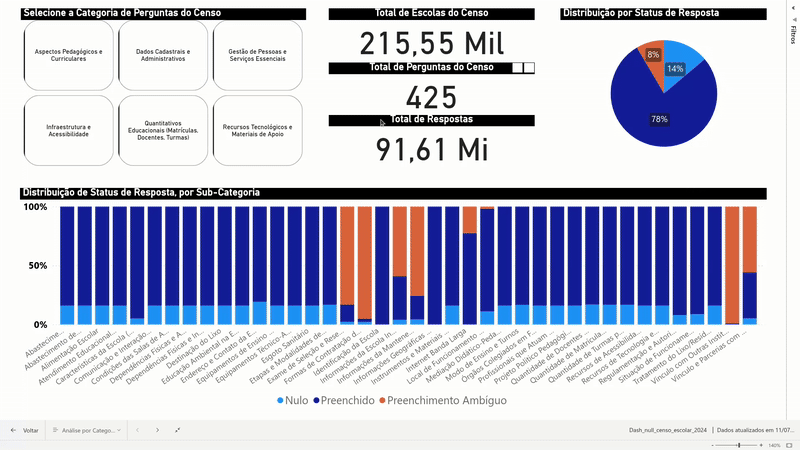 Selecione a Categoria de Perguntas do Censo
Aspectos Pedagógicos e
Curriculares
Dados Cadastrais e
Administrativos
Gestão de Pessoas e
Serviços Essenciais
Infraestrutura e
Acessibilidade
Quantitativos
Educacionais (Matrículas,
Docentes, Turmas)
Recursos Tecnológicos e
Materiais de Apoio
Total de Escolas do Censo
215,55 Mil
Total de Perguntas do Censo
425
Total de Respostas
91,61 Mi
Distribuição por Status de Resposta
8%
14%
78%
Filtros
Distribuição de Status de Resposta, por Sub-Categoria
100%
50%
0%
Abastecime...
Abastecimento de...
Alimentação Escolar
Atendimento Educacional...
Características da Escola (...
Comunicação e Interação...
Condições das Salas de A...
Dependências Físicas e A...
Dependências Físicas e In...
Destinação do Lixo
Educação Ambiental na E...
Endereço e Contato da E...
Equipamentos de Ensino ...
Equipamentos Técnico A...
Esgoto Sanitário
Etapas e Modalidades de...
Exame de Seleção e Rese...
Formas de Contratação d...
Identificação da Escola
Informações da Escola In...
Informações da Mantene...
Informações Geográficas
Instrumentos e Materiais ...
Internet Banda Larga
Local de Funcionamento
Mediação Didático-Peda...
Modo de Ensino e Turnos
Órgãos Colegiados em F...
Profissionais que Atuam ...
Projeto Político Pedagógi...
Quantidade de Docentes ...
Quantidade de Matrícula...
Quantidade de Turmas p...
Recursos de Acessibilida...
Recursos de Tecnologia e...
Regulamentação e Autori...
Situação de Funcioname...
Tratamento do Lixo/Resíd...
Vínculo com Outras Instit...
Vínculo e Parcerias com ...
Nulo
Preenchido
Preenchimento Ambíguo
Voltar
Análise por Catego...
Dash_null_censo_escolar_2024
Dados atualizados em 11/07...
140%